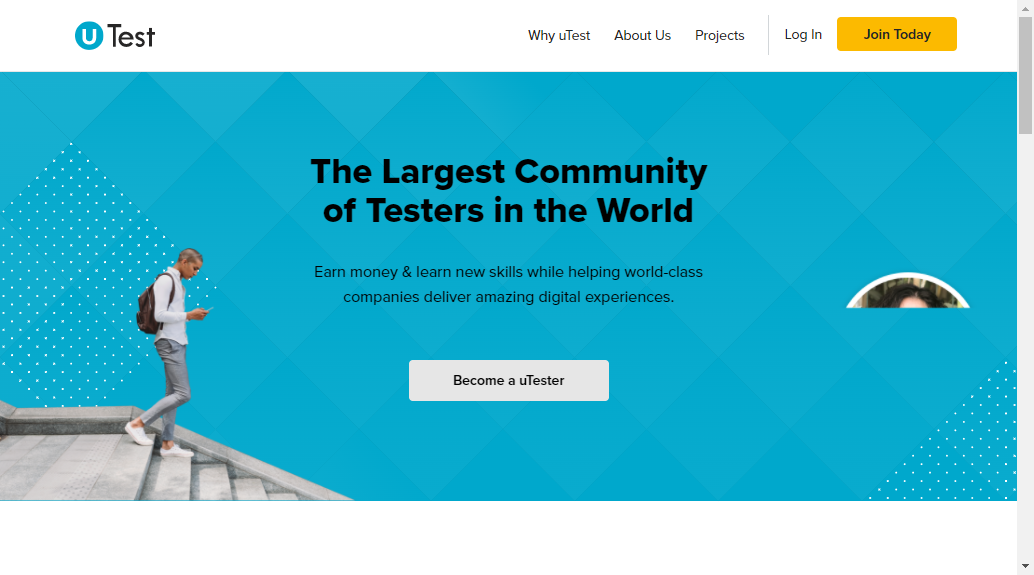 uTest
Why uTest
About Us
Projects
Log In
Join Today
The Largest Community
of Testers in the World
Earn money & learn new skills while helping world-class
companies deliver amazing digital experiences.
Become a uTester